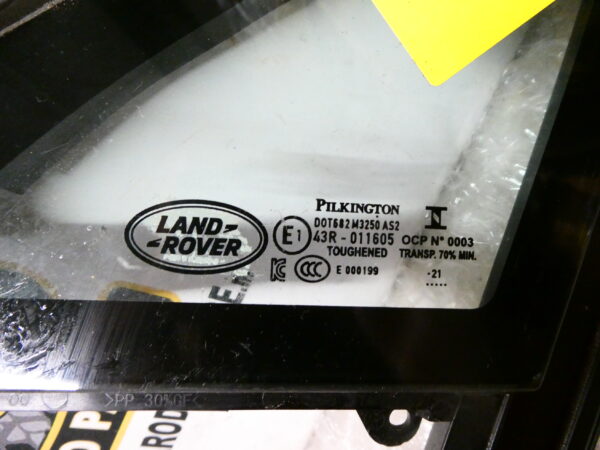 PILKINGTON
DOT682 M3250 AS2
LAND-
-ROVER
E1
43R - 011605 OCP N° 0003
TOUGHENED TRANSP. 70% MIN.
CCC E 000199 -21
.....
>PP 30%GF<